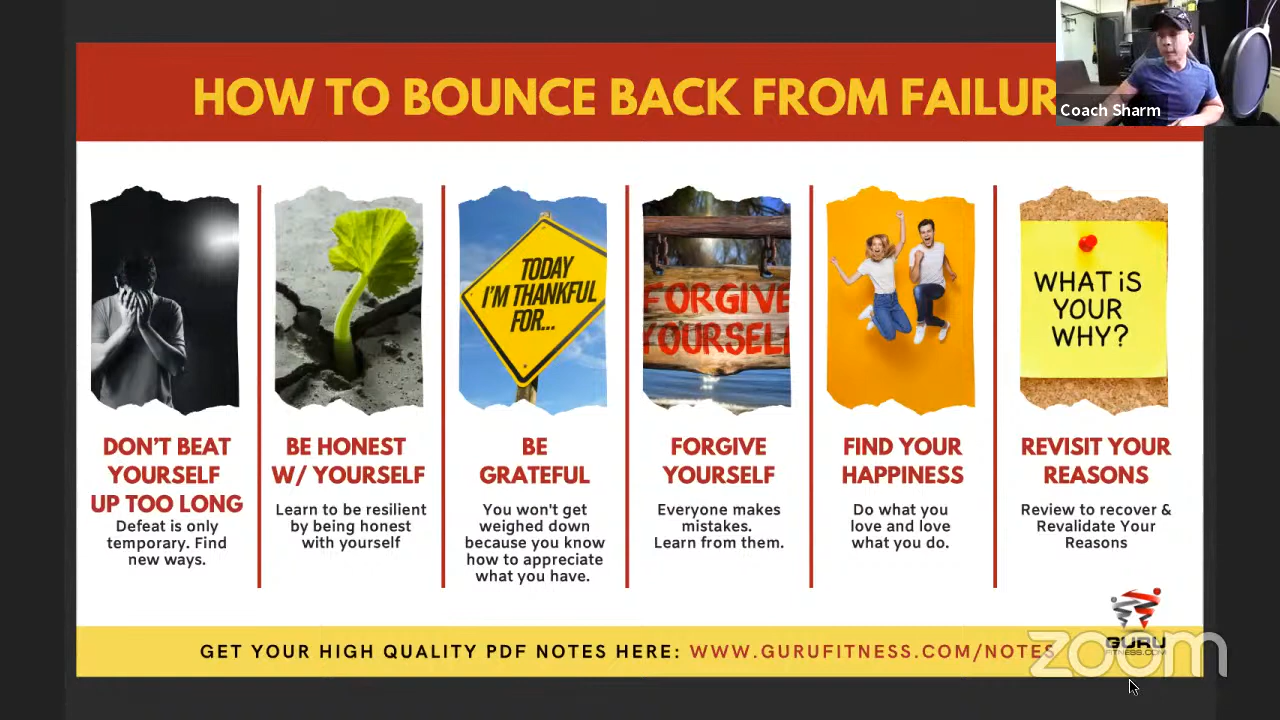 HOW TO BOUNCE BACK FROM FAILUR
Coach Sharm
TODAY
I'M THANKFUL
FOR...
FORGIVE
YOURSELF
WHAT iS
YOUR
WHY?
DON'T BEAT
YOURSELF
UP TOO LONG
Defeat is only
temporary. Find
new ways.
BE HONEST
W/ YOURSELF
Learn to be resilient
by being honest
with yourself
BE
GRATEFUL
You won't get
weighed down
because you know
how to appreciate
what you have.
FORGIVE
YOURSELF
Everyone makes
mistakes.
Learn from them.
FIND YOUR
HAPPINESS
Do what you
love and love
what you do.
REVISIT YOUR
REASONS
Review to recover &
Revalidate Your
Reasons
GET YOUR HIGH QUALITY PDF NOTES HERE: WWW.GURUFITNESS.COM/NOTES
GURU
FITNESS.COM
zoom